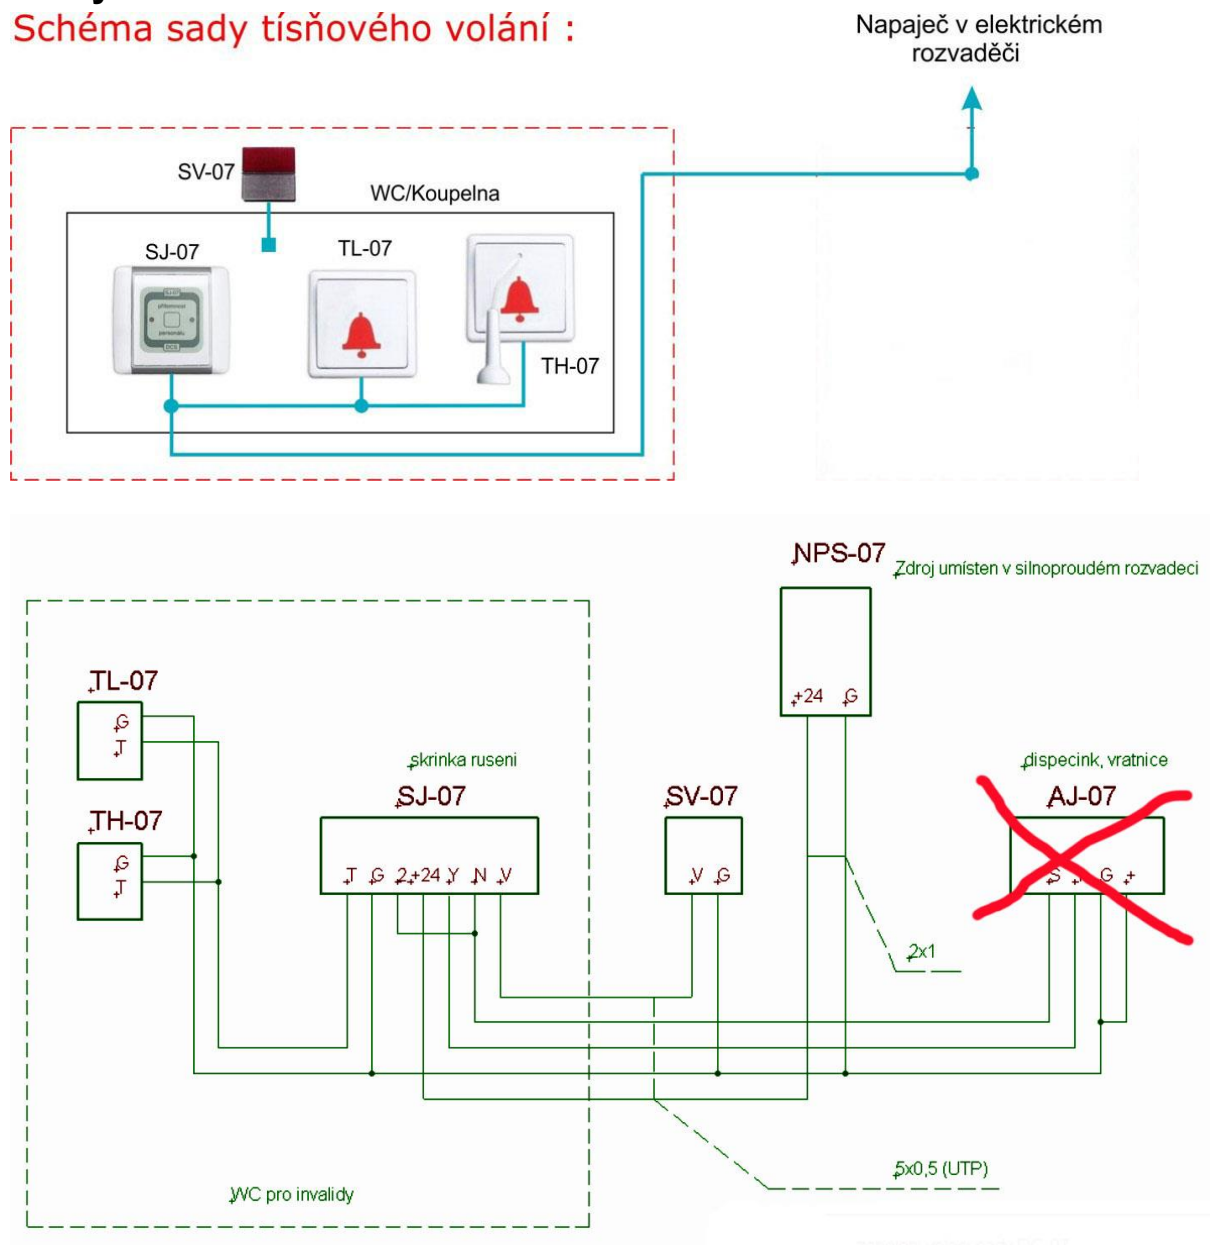 Schéma sady tísňového volání :
Napaječ v elektrickém
rozvaděči
SV-07
WC/Koupelna
SJ-07
TL-07
TH-07
přítomnost
personálu
NPS-07
Zdroj umísten v silnoproudém rozvadeci
+24 G
TL-07
G
T
TH-07
G
T
skrinka ruseni
SJ-07
T G 2 +24 Y N V
SV-07
V G
dispecink, vratnice
AJ-07
S G +
2x1
5x0,5 (UTP)
WC pro invalidy